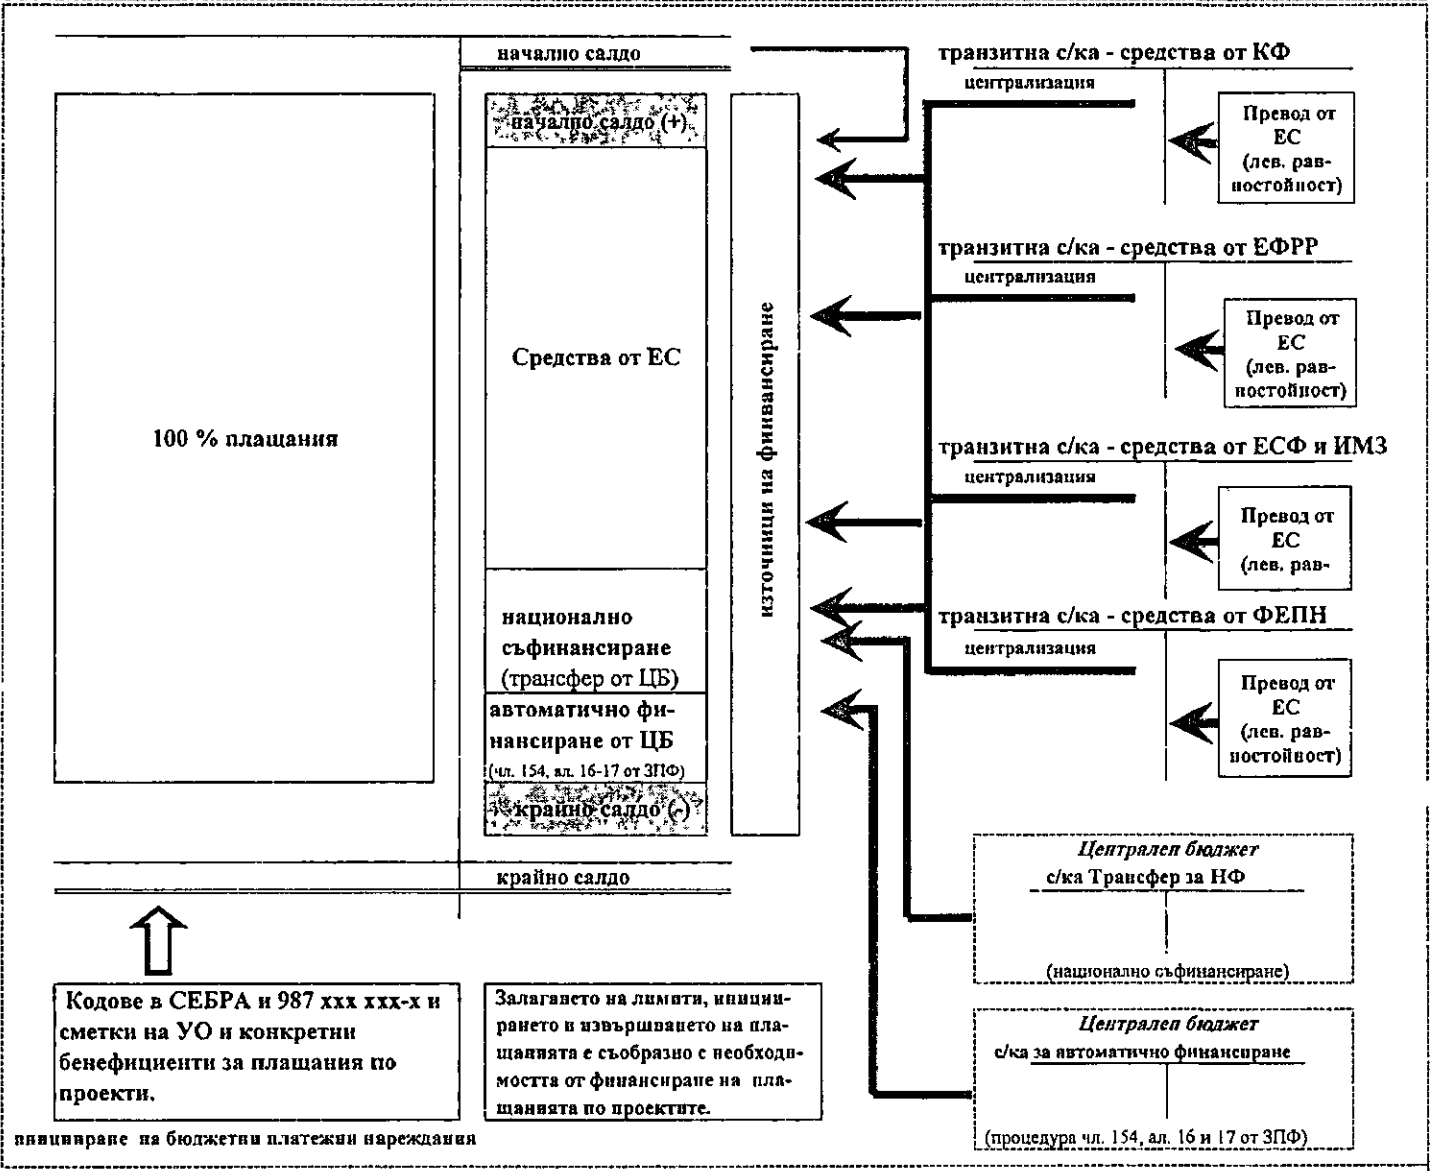 начално салдо
начално салдо (+)
Средства от ЕС
100 % плащания
национално
съфинансиране
(трансфер от ЦБ)
автоматично фи-
нансиране от ЦБ
(чл. 154, ал. 16-17 от ЗПФ)
крайно салдо (-)
крайно салдо
източници на финвансиране
транзитна с/ка - средства от КФ
централизация
Превод от
ЕС
(лев. рав-
ностойност)
транзитна с/ка - средства от ЕФРР
централизация
Превод от
ЕС
(лев. рав-
ностойност)
транзитна с/ка - средства от ЕСФ и ИМЗ
централизация
Превод от
ЕС
(лев. рав-
транзитна с/ка - средства от ФЕПН
централизация
Превод от
ЕС
(лев. рав-
ностойност)
Централен бюджет
с/ка Трансфер за НФ
(национално съфинансиране)
Централен бюджет
с/ка за автоматично финансиране
(процедура чл. 154, ал. 16 и 17 от ЗПФ)
Кодове в СЕБРА и 987 xxx xxx-x и
сметки на УО и конкретни
бенефициенти за плащания по
проекти.
Залагането на лимити, иниции-
рането и извършването на пла-
щанията е съобразно с необходи-
мостта от финансиране на пла-
щанията по проектите.
иницииране на бюджетни платежни нареждания